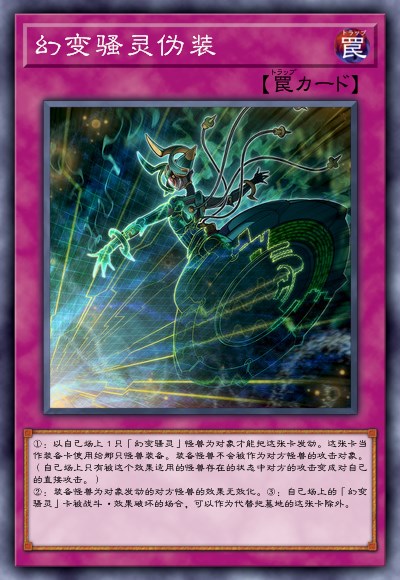 幻变骚灵伪装
トラップ
罠
トラップ
【罠カード】
①：以自己场上１只「幻变骚灵」怪兽为对象才能把这张卡发动。这张卡当
作装备卡使用给那只怪兽装备。装备怪兽不会被作为对方怪兽的攻击对象。
（自己场上只有被这个效果适用的怪兽存在的状态中对方的攻击变成对自己
的直接攻击。）
②：装备怪兽为对象发动的对方怪兽的效果无效化。③：自己场上的「幻变
骚灵」卡被战斗·效果破坏的场合，可以作为代替把墓地的这张卡除外。